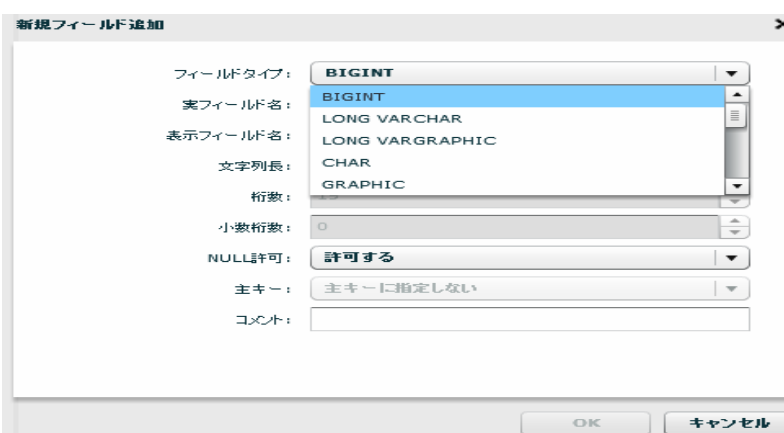 新規フィールド追加
フィールドタイプ: BIGINT
BIGINT
実フィールド名:
LONG VARCHAR
表示フィールド名:
LONG VARGRAPHIC
文字列長:
CHAR
GRAPHIC
桁数: 19
小数桁数: 0
NULL許可: 許可する
主キー: 主キーに指定しない
コメント:
OK キャンセル